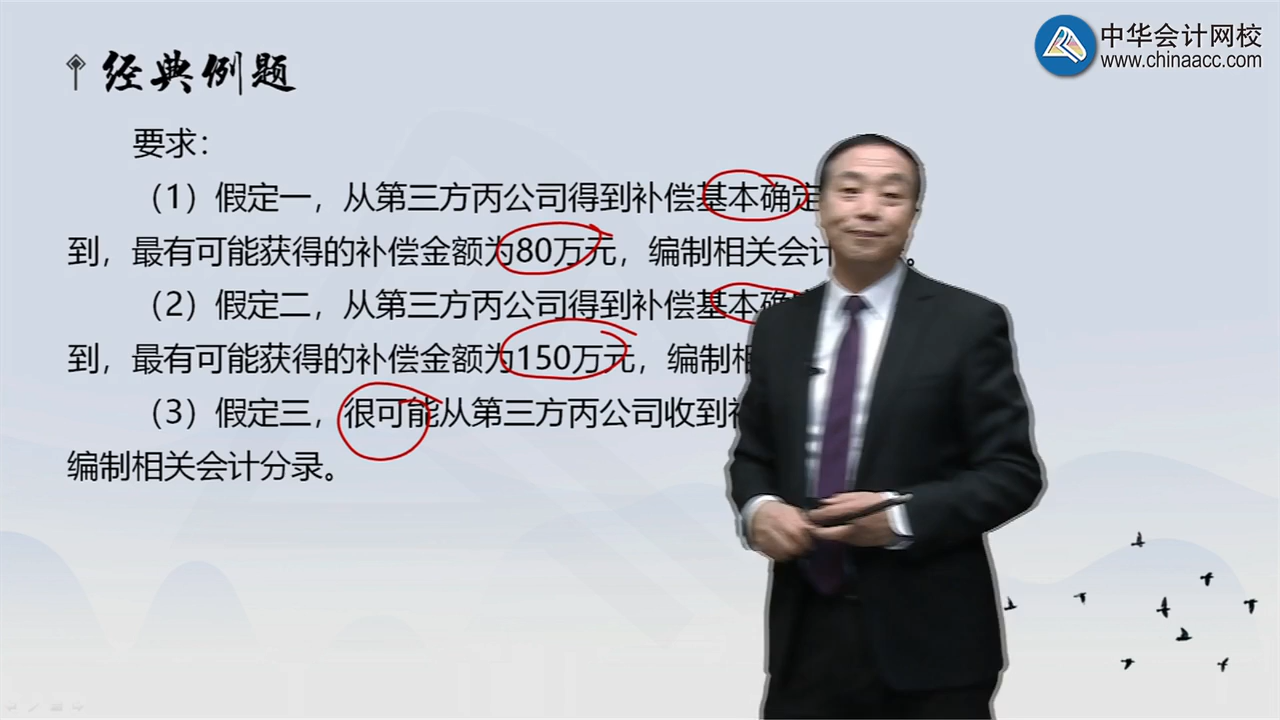 经典例题
中华会计网校
www.chinaacc.com
要求：
（1）假定一，从第三方丙公司得到补偿基本确定
到，最有可能获得的补偿金额为80万元，编制相关会计
。
（2）假定二，从第三方丙公司得到补偿基本确
到，最有可能获得的补偿金额为150万元，编制
（3）假定三，很可能从第三方丙公司收到
编制相关会计分录。